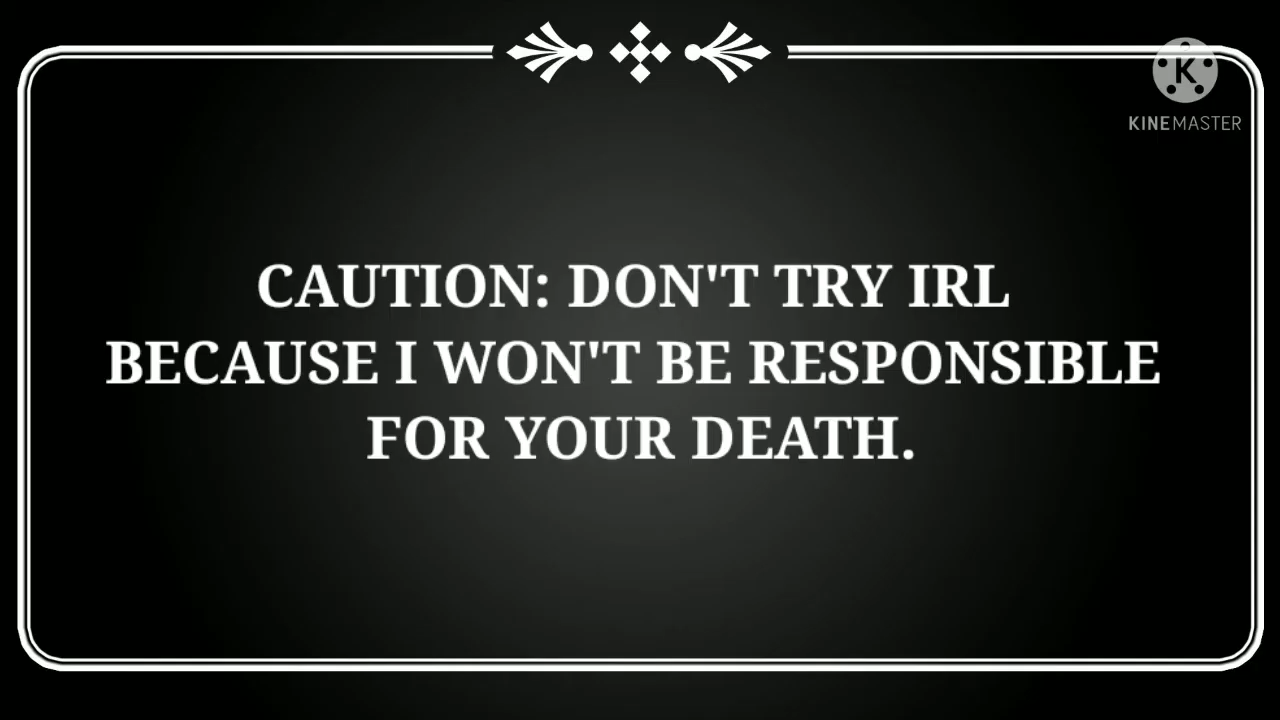 K
KINEMASTER
CAUTION: DON'T TRY IRL
BECAUSE I WON'T BE RESPONSIBLE
FOR YOUR DEATH.